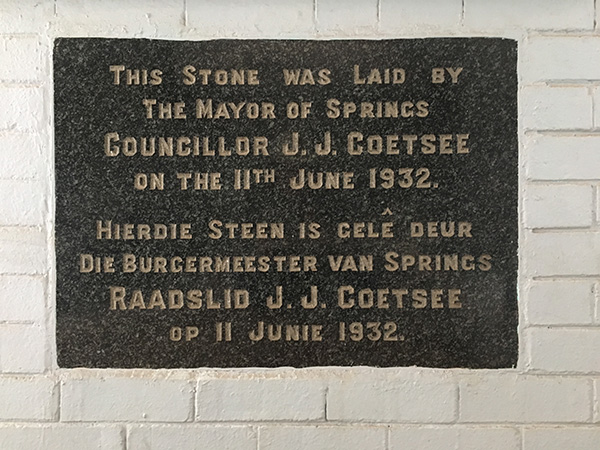 THIS STONE WAS LAID BY
THE MAYOR OF SPRINGS
COUNCILLOR J. J. COETSEE
ON THE 11TH JUNE 1932.
HIERDIE STEEN IS GELÊ DEUR
DIE BURGERMEESTER VAN SPRINGS
RAADSLID J. J. COETSEE
OP 11 JUNIE 1932.